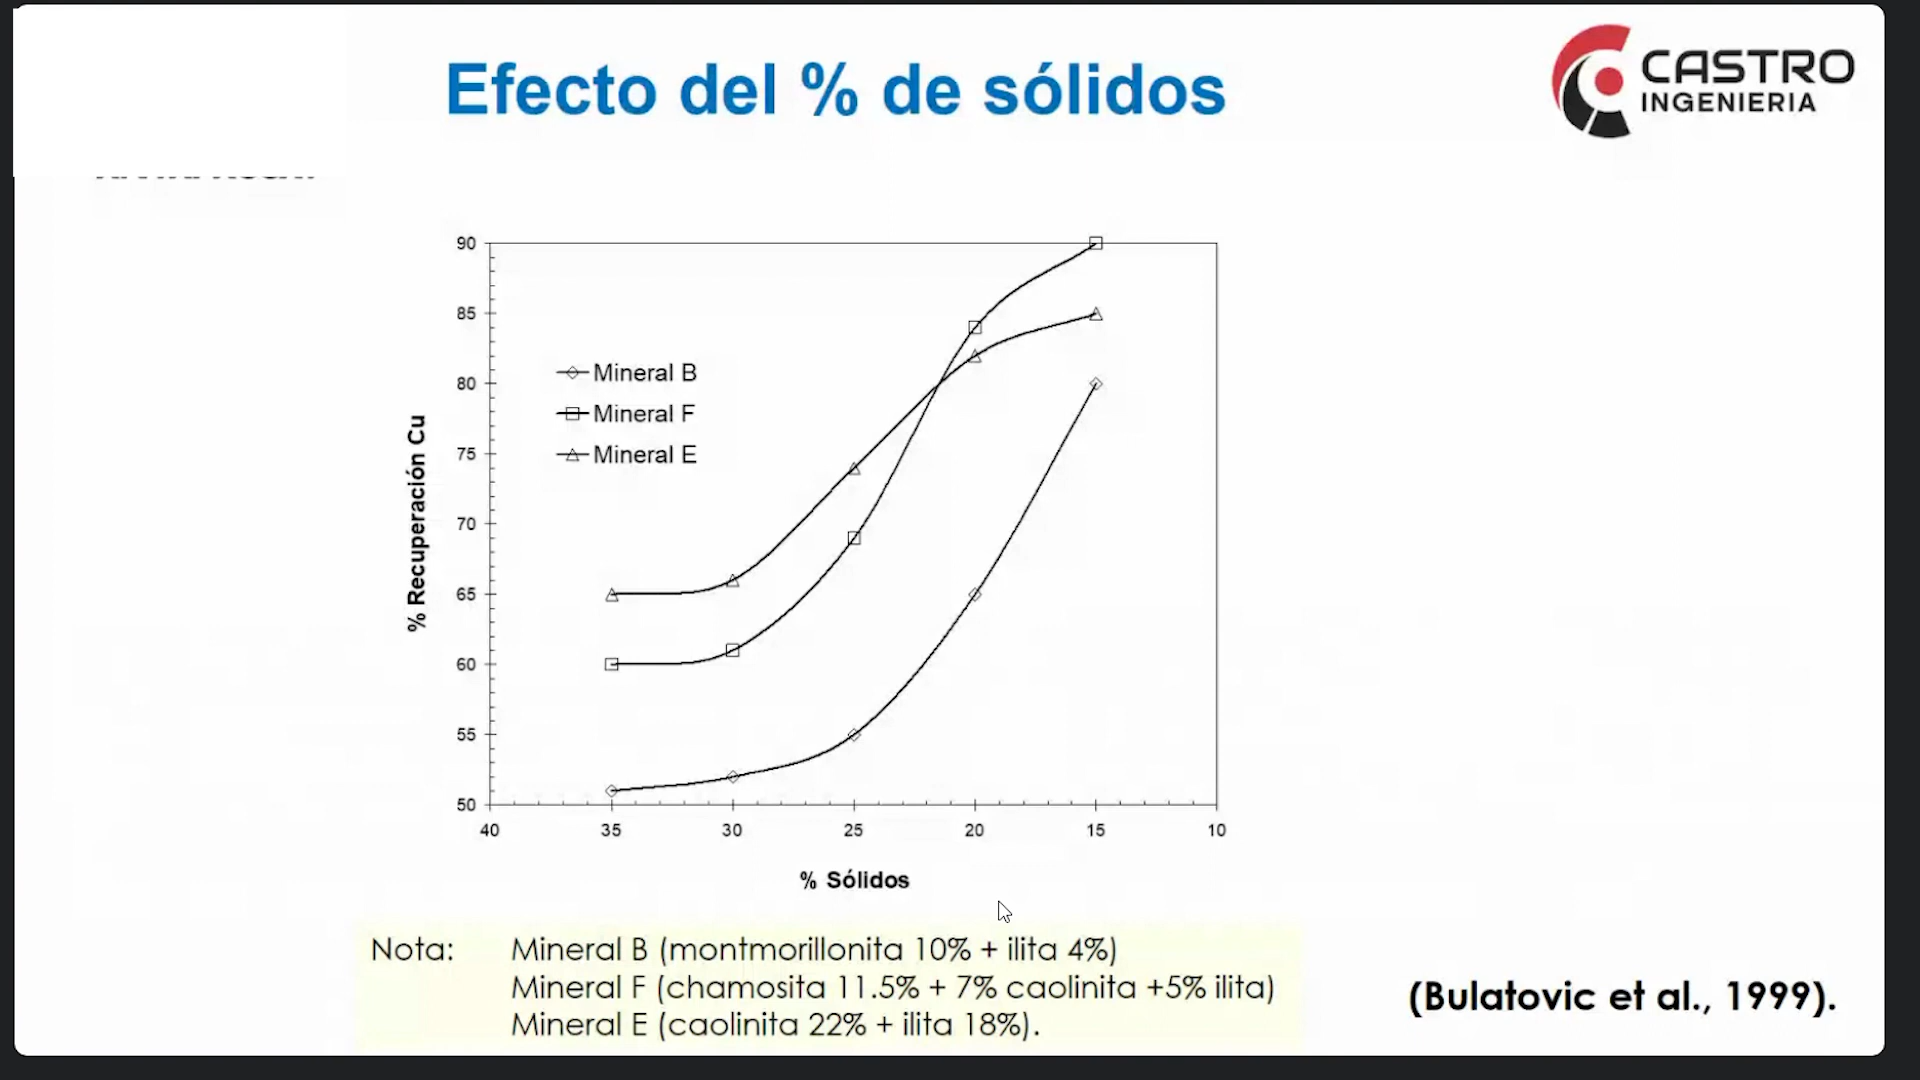 Efecto del % de sólidos
CASTRO
INGENIERIA
90
85
80
75
70
65
60
55
50
% Recuperación Cu
Mineral B
Mineral F
Mineral E
40 35 30 25 20 15 10
% Sólidos
Nota: Mineral B (montmorillonita 10% + ilita 4%)
Mineral F (chamosita 11.5% + 7% caolinita +5% ilita)
Mineral E (caolinita 22% + ilita 18%).
(Bulatovic et al., 1999).